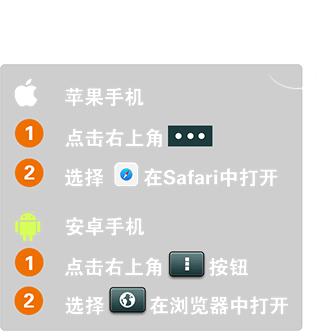 苹果手机
1 点击右上角
2 选择 在Safari中打开
安卓手机
1 点击右上角 按钮
2 选择 在浏览器中打开